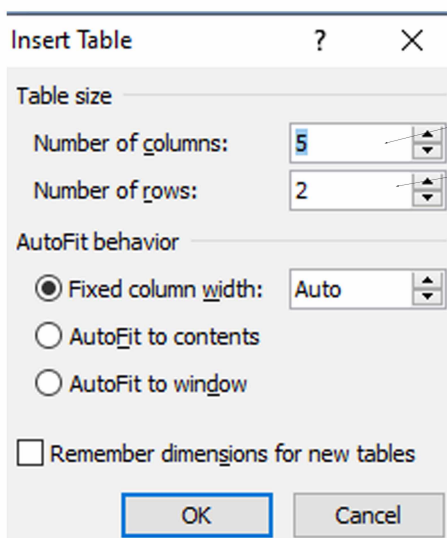 Insert Table ? X
Table size
Number of columns: 5
Number of rows: 2
AutoFit behavior
Fixed column width: Auto
AutoFit to contents
AutoFit to window
Remember dimensions for new tables
OK Cancel